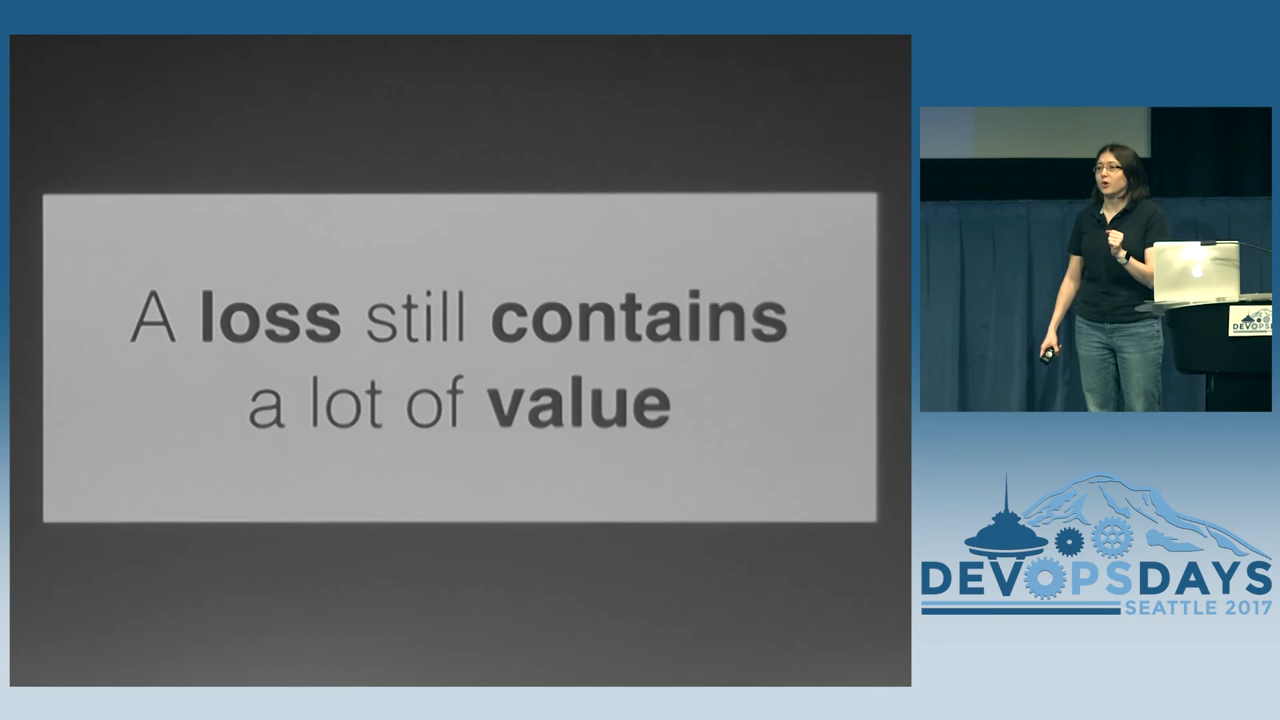 A loss still contains
a lot of value
DEVOPSDAYS
SEATTLE 2017